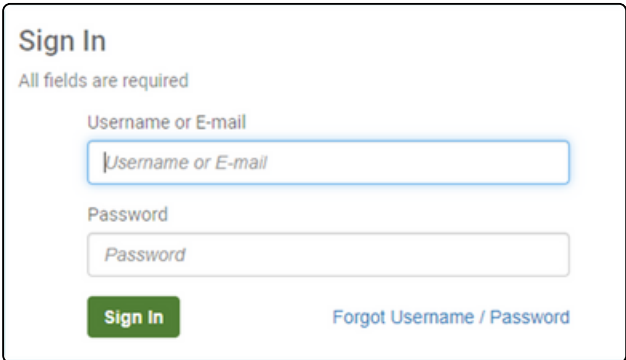 Sign In
All fields are required
Username or E-mail
Username or E-mail
Password
Password
Sign In Forgot Username / Password